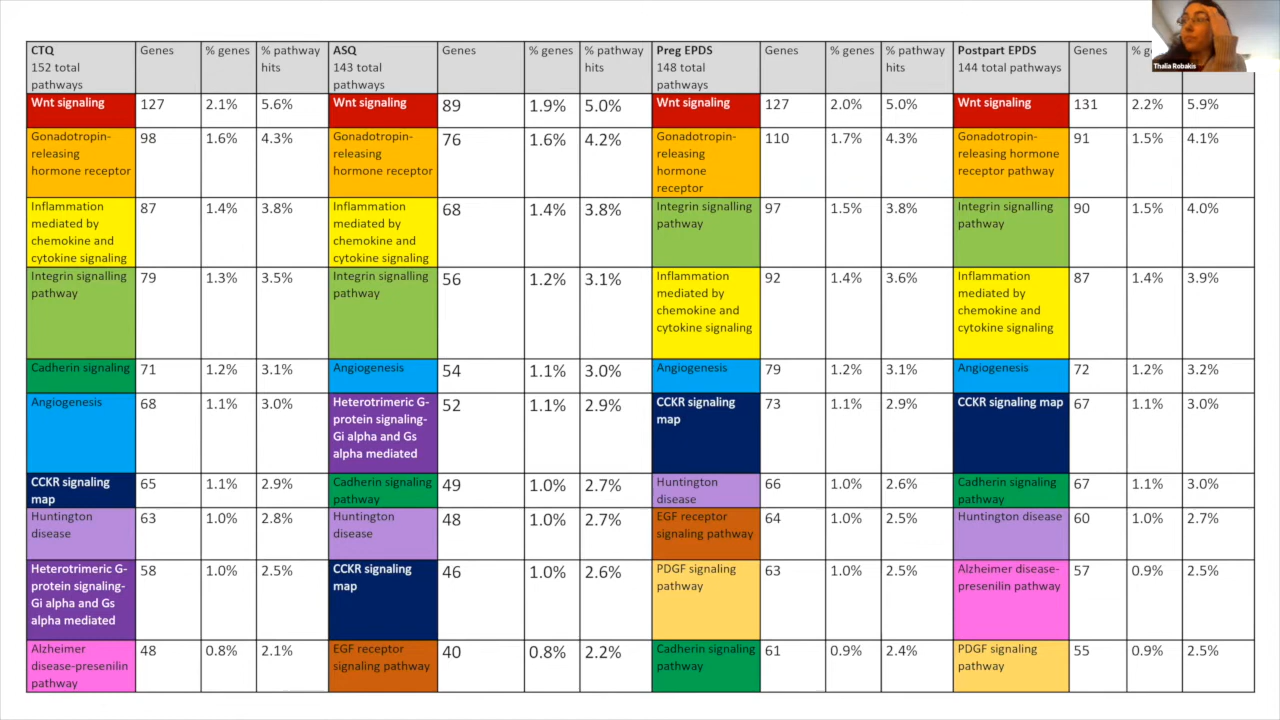 CTQ
152 total
pathways
Genes
% genes
% pathway
hits
ASQ
143 total
pathways
Genes
% genes
% pathway
hits
Preg EPDS
148 total
pathways
Genes
% genes
% pathway
hits
Postpart EPDS
144 total pathways
Genes
Thalia Robakis
Wnt signaling
127
2.1%
5.6%
Wnt signaling
89
1.9%
5.0%
Wnt signaling
127
2.0%
5.0%
Wnt signaling
131
2.2%
5.9%
Gonadotropin-
releasing
hormone receptor
98
1.6%
4.3%
Gonadotropin-
releasing
hormone receptor
76
1.6%
4.2%
Gonadotropin-
releasing
hormone
receptor
110
1.7%
4.3%
Gonadotropin-
releasing hormone
receptor pathway
91
1.5%
4.1%
Inflammation
mediated by
chemokine and
cytokine signaling
87
1.4%
3.8%
Inflammation
mediated by
chemokine and
cytokine signaling
68
1.4%
3.8%
Integrin signalling
pathway
97
1.5%
3.8%
Integrin signalling
pathway
90
1.5%
4.0%
Integrin signalling
pathway
79
1.3%
3.5%
Integrin signalling
pathway
56
1.2%
3.1%
Inflammation
mediated by
chemokine and
cytokine signaling
92
1.4%
3.6%
Inflammation
mediated by
chemokine and
cytokine signaling
87
1.4%
3.9%
Cadherin signaling
71
1.2%
3.1%
Angiogenesis
54
1.1%
3.0%
Angiogenesis
79
1.2%
3.1%
Angiogenesis
72
1.2%
3.2%
Angiogenesis
68
1.1%
3.0%
Heterotrimeric G-
protein signaling-
Gi alpha and Gs
alpha mediated
52
1.1%
2.9%
CCKR signaling
map
73
1.1%
2.9%
CCKR signaling map
67
1.1%
3.0%
CCKR signaling
map
65
1.1%
2.9%
Cadherin signaling
pathway
49
1.0%
2.7%
Huntington
disease
66
1.0%
2.6%
Cadherin signaling
pathway
67
1.1%
3.0%
Huntington
disease
63
1.0%
2.8%
Huntington
disease
48
1.0%
2.7%
EGF receptor
signaling pathway
64
1.0%
2.5%
Huntington disease
60
1.0%
2.7%
Heterotrimeric G-
protein signaling-
Gi alpha and Gs
alpha mediated
58
1.0%
2.5%
CCKR signaling
map
46
1.0%
2.6%
PDGF signaling
pathway
63
1.0%
2.5%
Alzheimer disease-
presenilin pathway
57
0.9%
2.5%
Alzheimer
disease-presenilin
pathway
48
0.8%
2.1%
EGF receptor
signaling pathway
40
0.8%
2.2%
Cadherin signaling
pathway
61
0.9%
2.4%
PDGF signaling
pathway
55
0.9%
2.5%